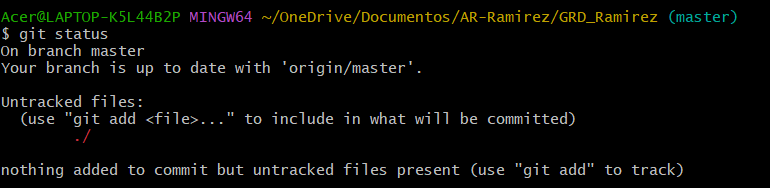 Acer@LAPTOP-K5L44B2P MINGW64 ~/OneDrive/Documentos/AR-Ramirez/GRD_Ramirez (master)
$ git status
On branch master
Your branch is up to date with 'origin/master'.
Untracked files:
  (use "git add <file>..." to include in what will be committed)
        ./
nothing added to commit but untracked files present (use "git add" to track)